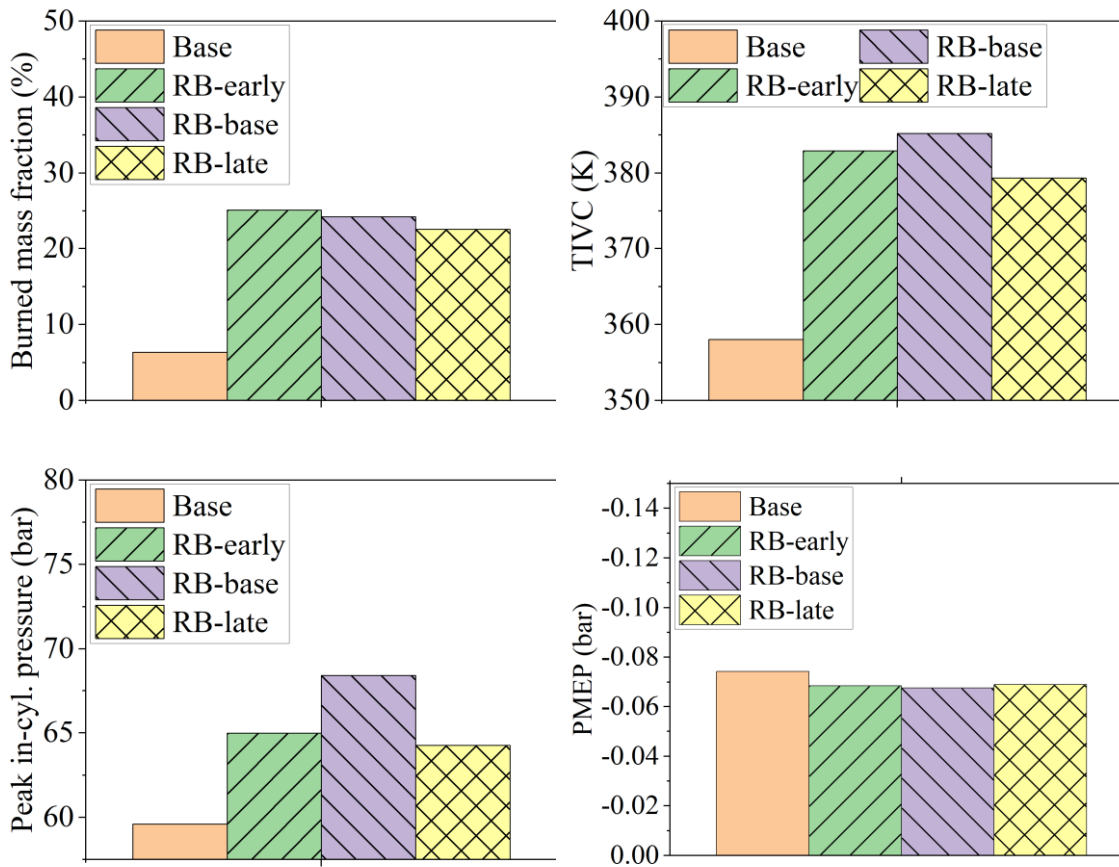 Burned mass fraction (%)
50
40
30
20
10
0
Base
RB-early
RB-base
RB-late
TIVC (K)
400
390
380
370
360
350
Base
RB-base
RB-early
RB-late
Peak in-cyl. pressure (bar)
80
75
70
65
60
Base
RB-early
RB-base
RB-late
PMEP (bar)
-0.14
-0.12
-0.10
-0.08
-0.06
-0.04
-0.02
0.00
Base
RB-early
RB-base
RB-late